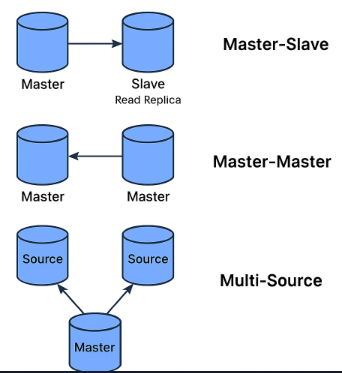 Master-Slave
Master
Slave
Read Replica
Master-Master
Master
Master
Source
Source
Multi-Source
Master